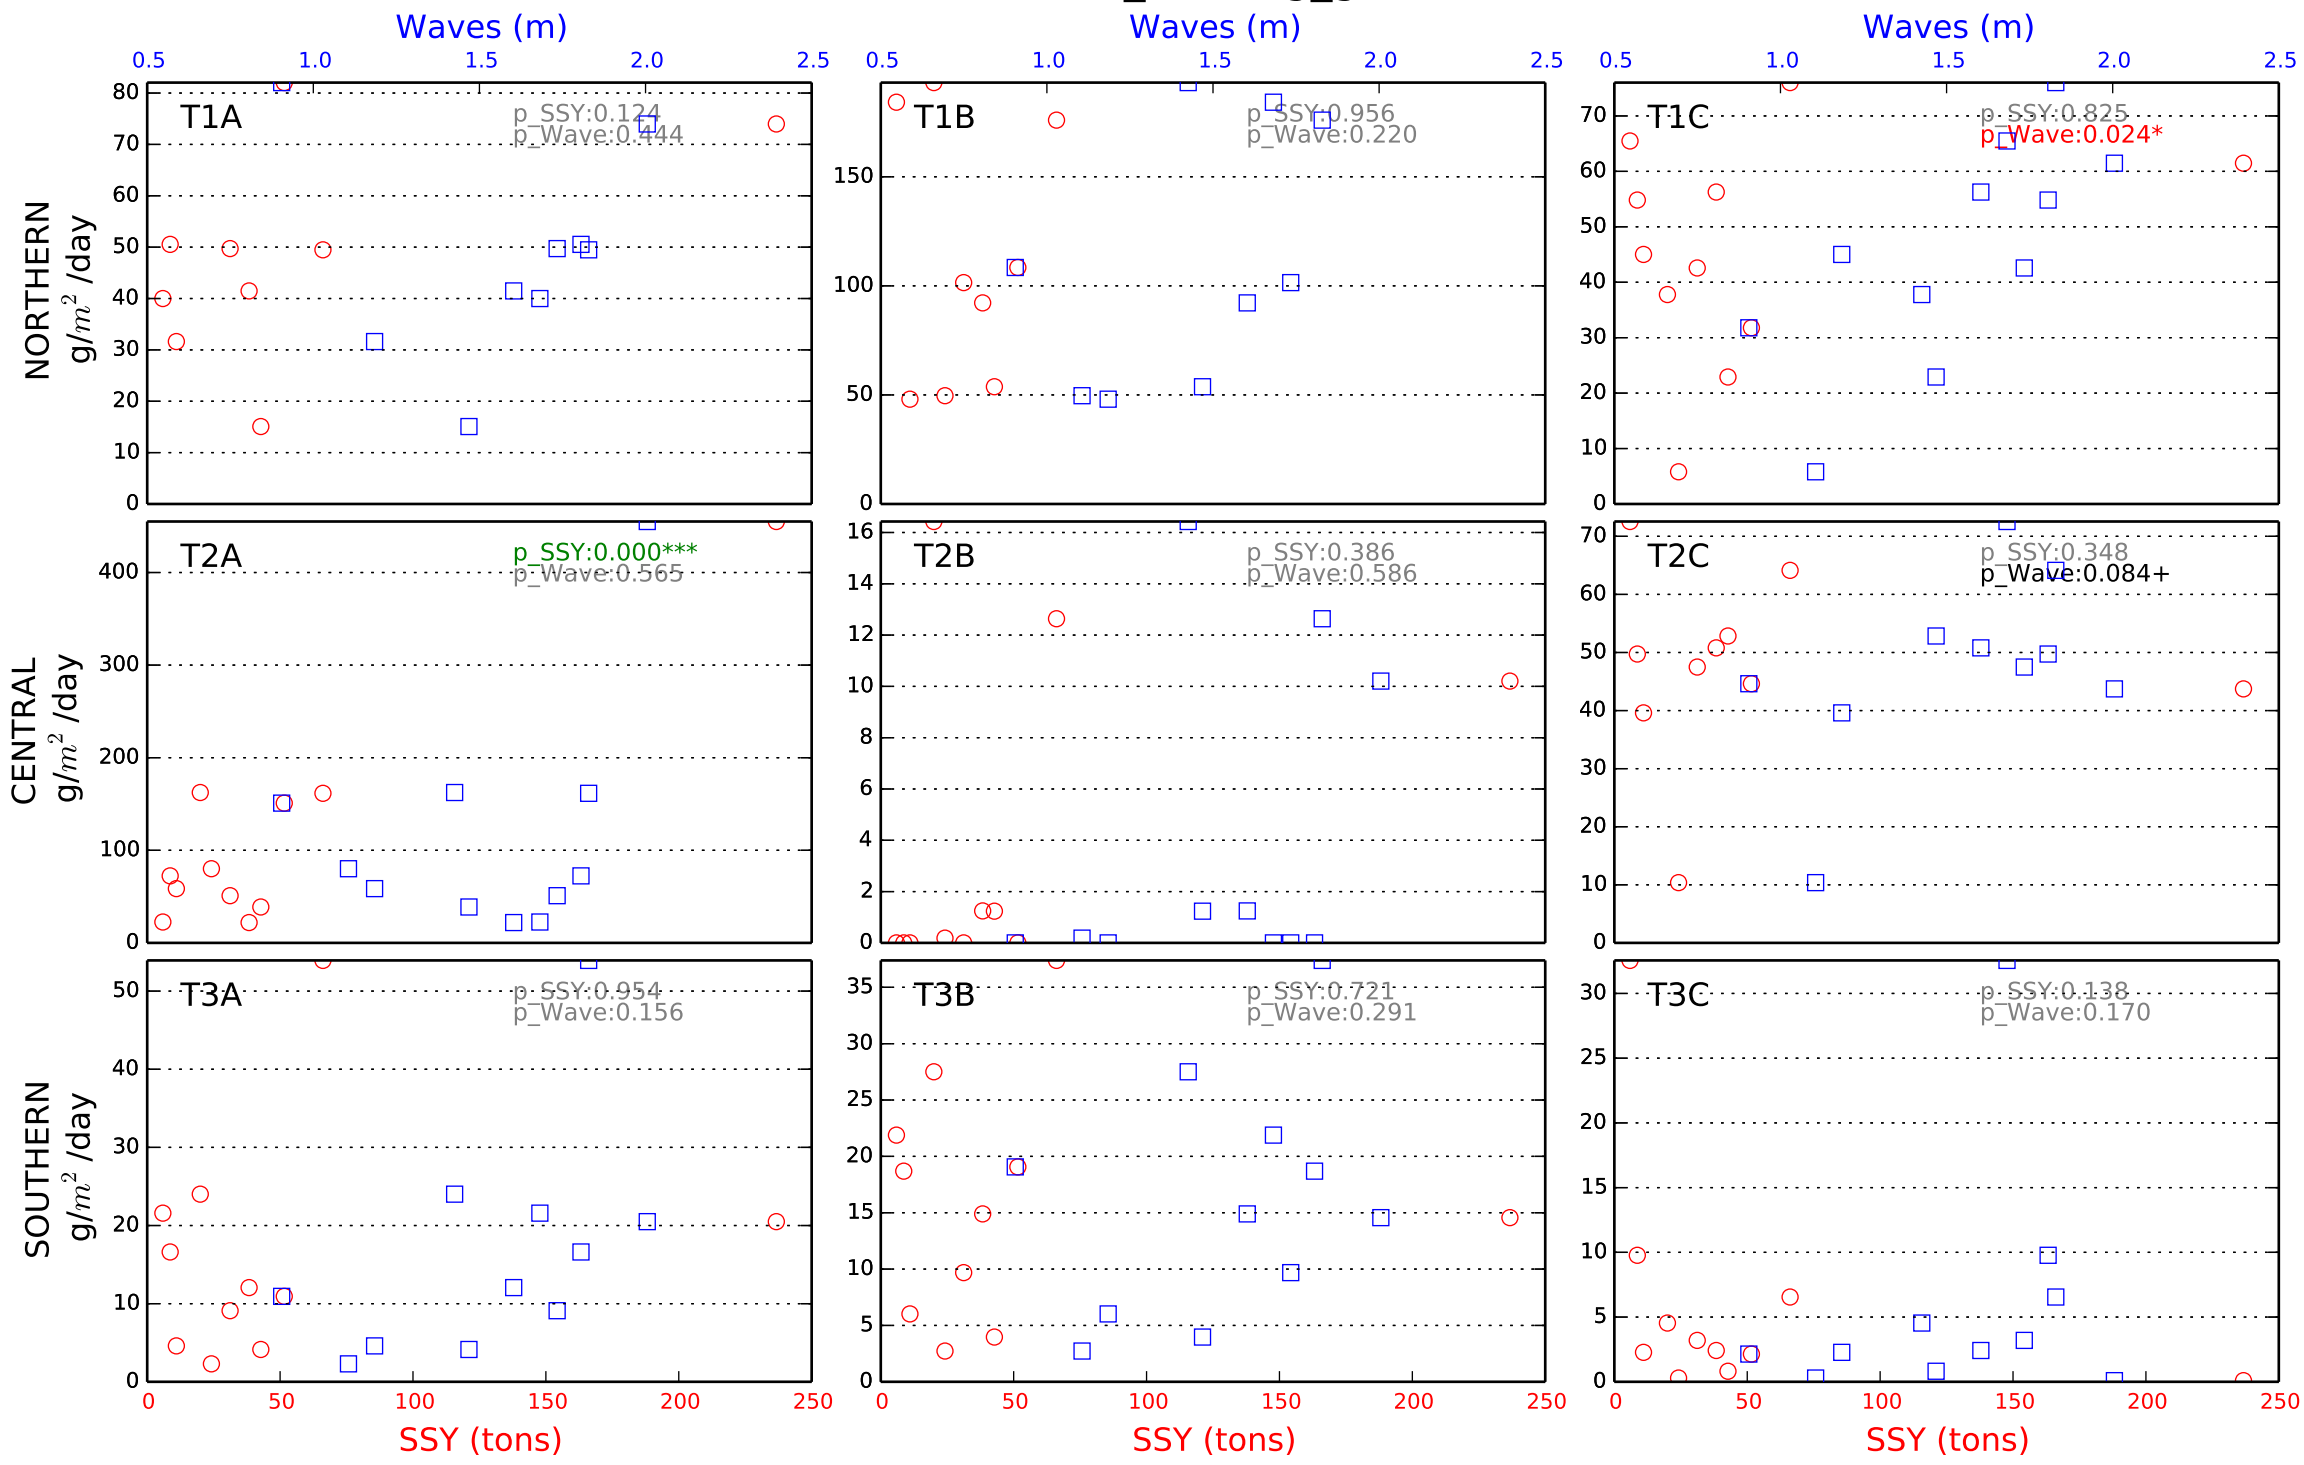 Waves (m) Waves (m) Waves (m)
0.5 1.0 1.5 2.0 2.5 0.5 1.0 1.5 2.0 2.5 0.5 1.0 1.5 2.0 2.5
NORTHERN
g/m² /day
80
70
60
50
40
30
20
10
0
T1A
p_SSY:0.124
p_Wave:0.444
150
100
50
0
T1B
p_SSY:0.956
p_Wave:0.220
70
60
50
40
30
20
10
0
T1C
p_SSY:0.825
p_Wave:0.024*
CENTRAL
g/m² /day
400
300
200
100
0
T2A
p_SSY:0.000***
p_Wave:0.565
16
14
12
10
8
6
4
2
0
T2B
p_SSY:0.386
p_Wave:0.586
70
60
50
40
30
20
10
0
T2C
p_SSY:0.348
p_Wave:0.084+
SOUTHERN
g/m² /day
50
40
30
20
10
0
T3A
p_SSY:0.954
p_Wave:0.156
35
30
25
20
15
10
5
0
T3B
p_SSY:0.721
p_Wave:0.291
30
25
20
15
10
5
0
T3C
p_SSY:0.138
p_Wave:0.170
0 50 100 150 200 250 0 50 100 150 200 250 0 50 100 150 200 250
SSY (tons) SSY (tons) SSY (tons)